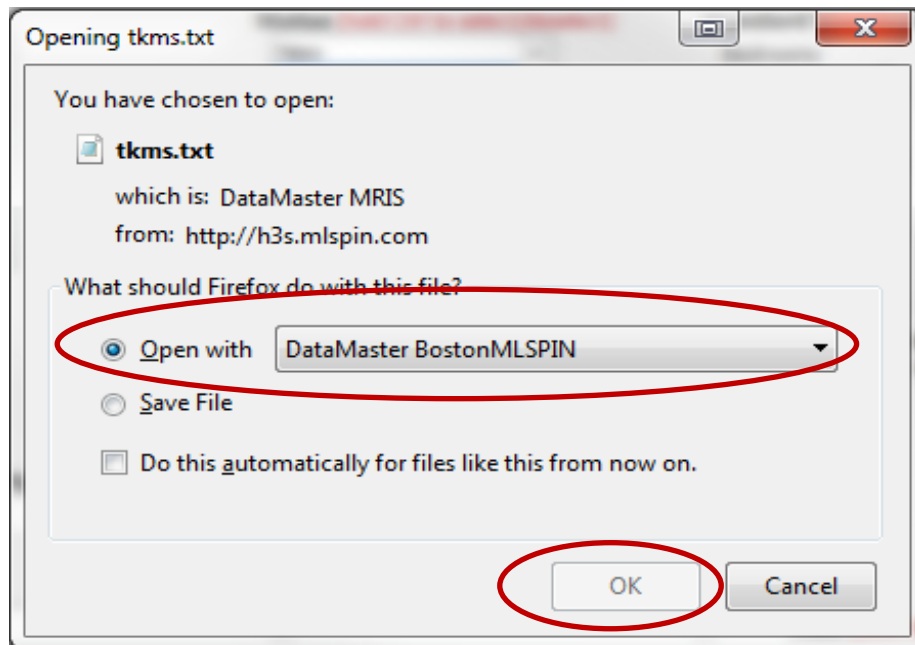 Opening tkms.txt
You have chosen to open:
tkms.txt
which is: DataMaster MRIS
from: http://h3s.mlspin.com
What should Firefox do with this file?
Open with DataMaster BostonMLSPIN
Save File
Do this automatically for files like this from now on.
OK Cancel